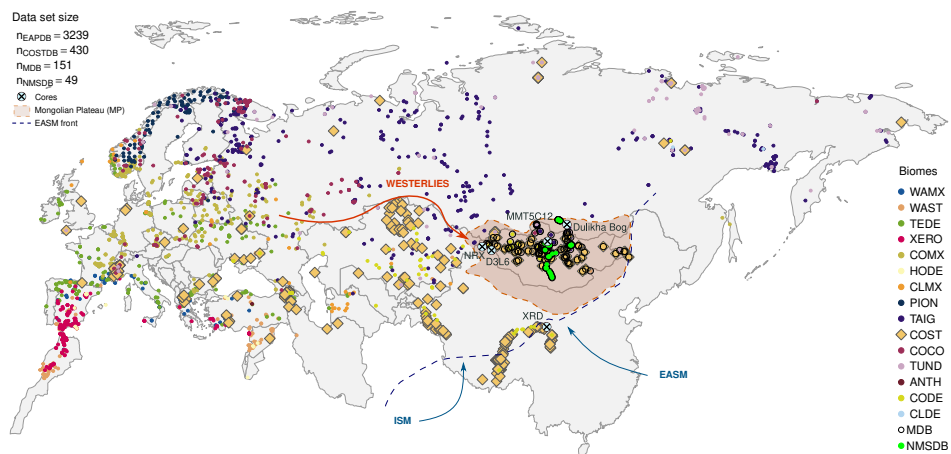 Data set size
nEAPDB = 3239
nCOSTDB = 430
nMDB = 151
nNMSDB = 49
Cores
Mongolian Plateau (MP)
EASM front
WESTERLIES
MMT5C12
Dulikha Bog
NRX
D3L6
XRD
EASM
ISM
Biomes
WAMX
WAST
TEDE
XERO
COMX
HODE
CLMX
PION
TAIG
COST
COCO
TUND
ANTH
CODE
CLDE
MDB
NMSDB